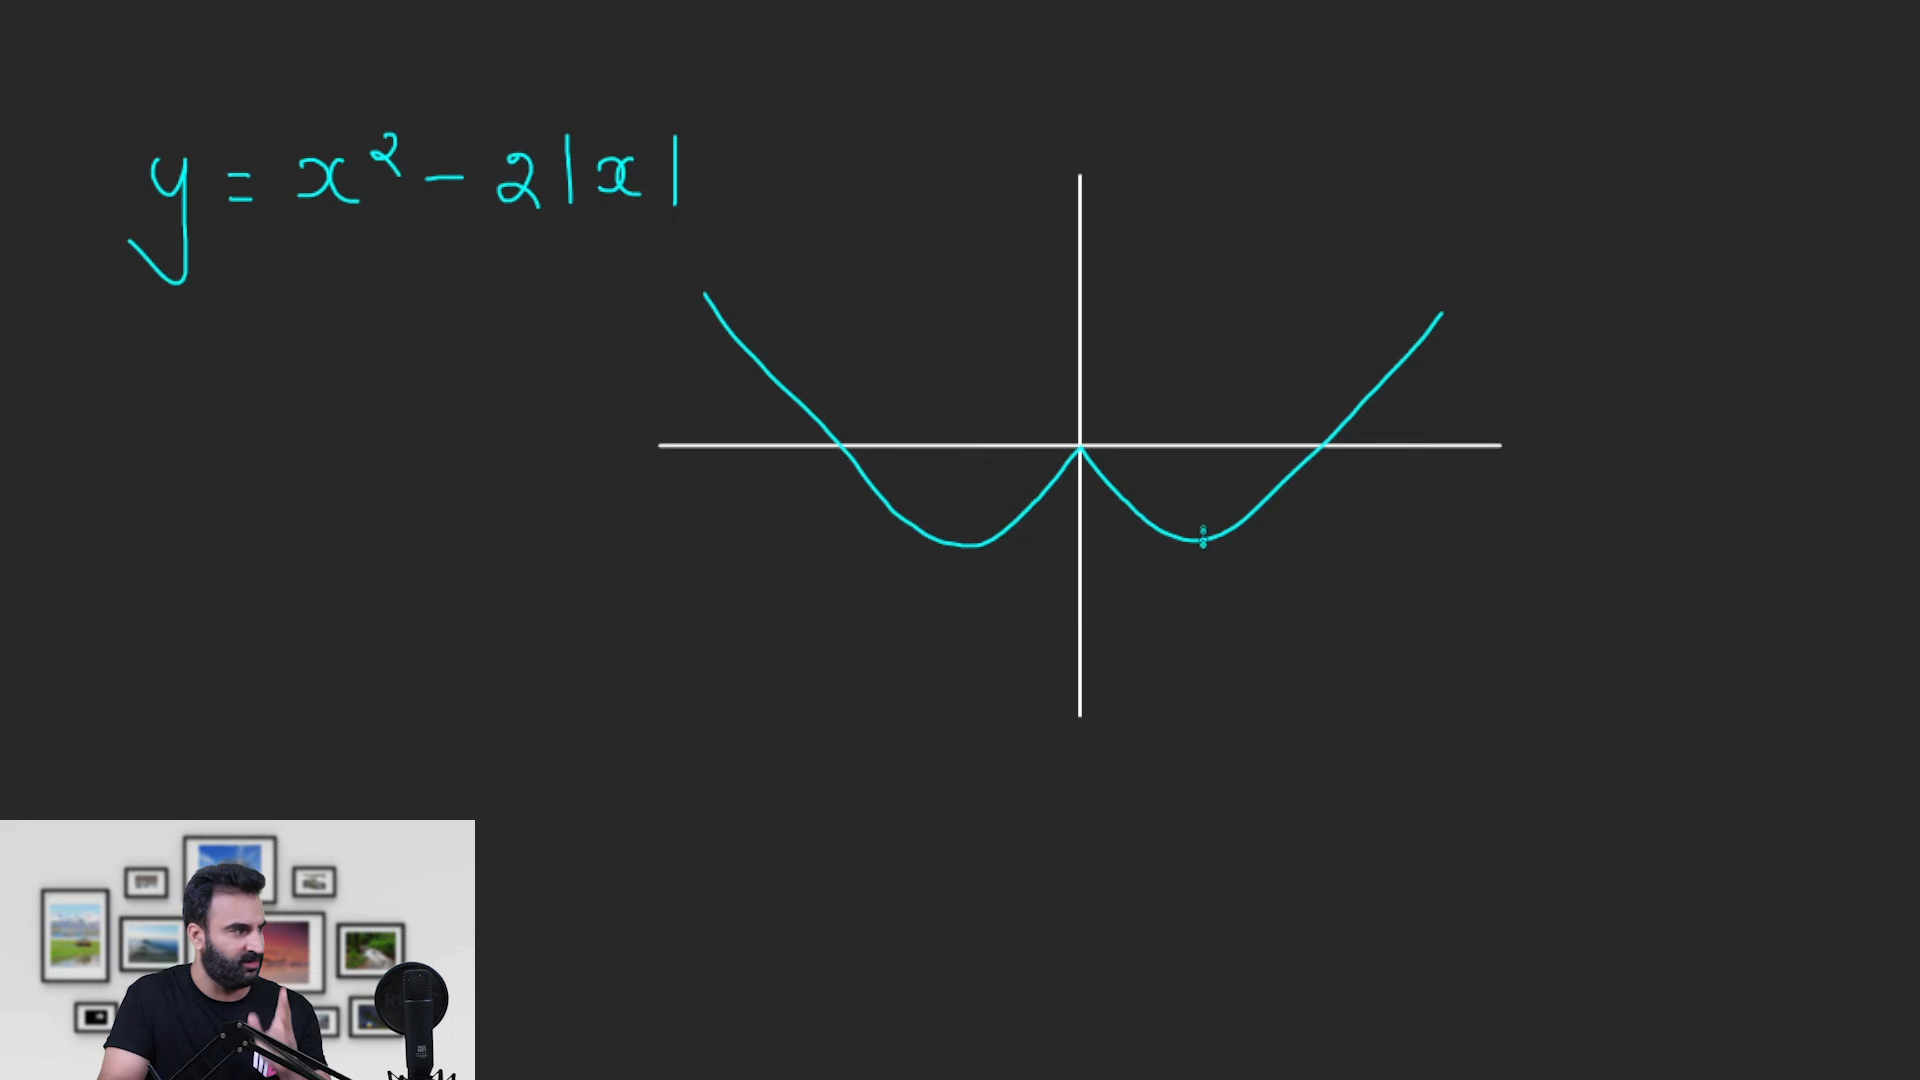 y = x² - 2|x|